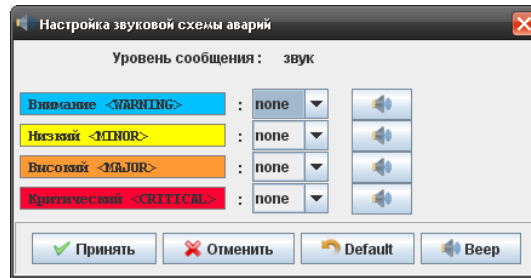 Настройка звуковой схемы аварий
Уровень сообщения : звук
Внимание <WARNING> : none
Низкий <MINOR> : none
Высокий <MAJOR> : none
Критический <CRITICAL> : none
Принять Отменить Default Beep